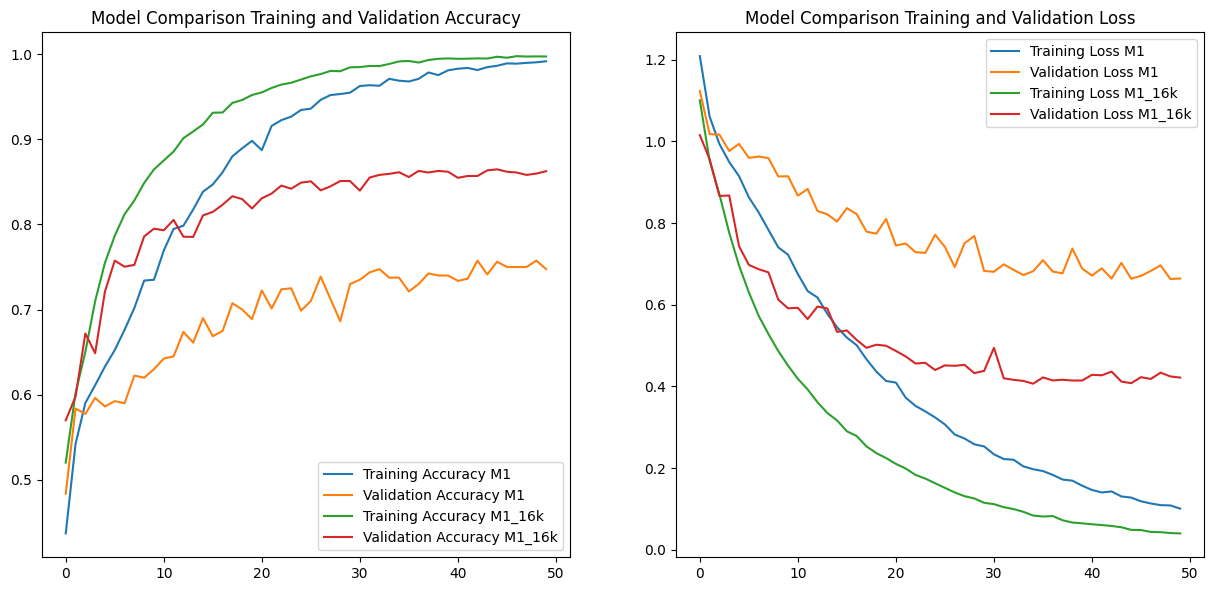 Model Comparison Training and Validation Accuracy
1.0
0.9
0.8
0.7
0.6
0.5
Training Accuracy M1
Validation Accuracy M1
Training Accuracy M1_16k
Validation Accuracy M1_16k
0 10 20 30 40 50
Model Comparison Training and Validation Loss
1.2
1.0
0.8
0.6
0.4
0.2
0.0
Training Loss M1
Validation Loss M1
Training Loss M1_16k
Validation Loss M1_16k
0 10 20 30 40 50